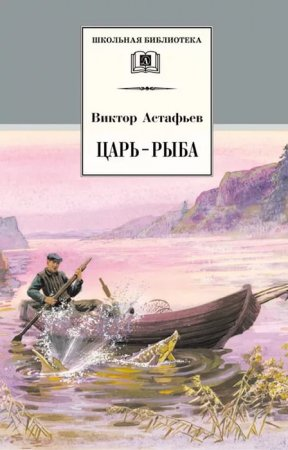 ШКОЛЬНАЯ БИБЛИОТЕКА
Виктор Астафьев
ЦАРЬ-РЫБА